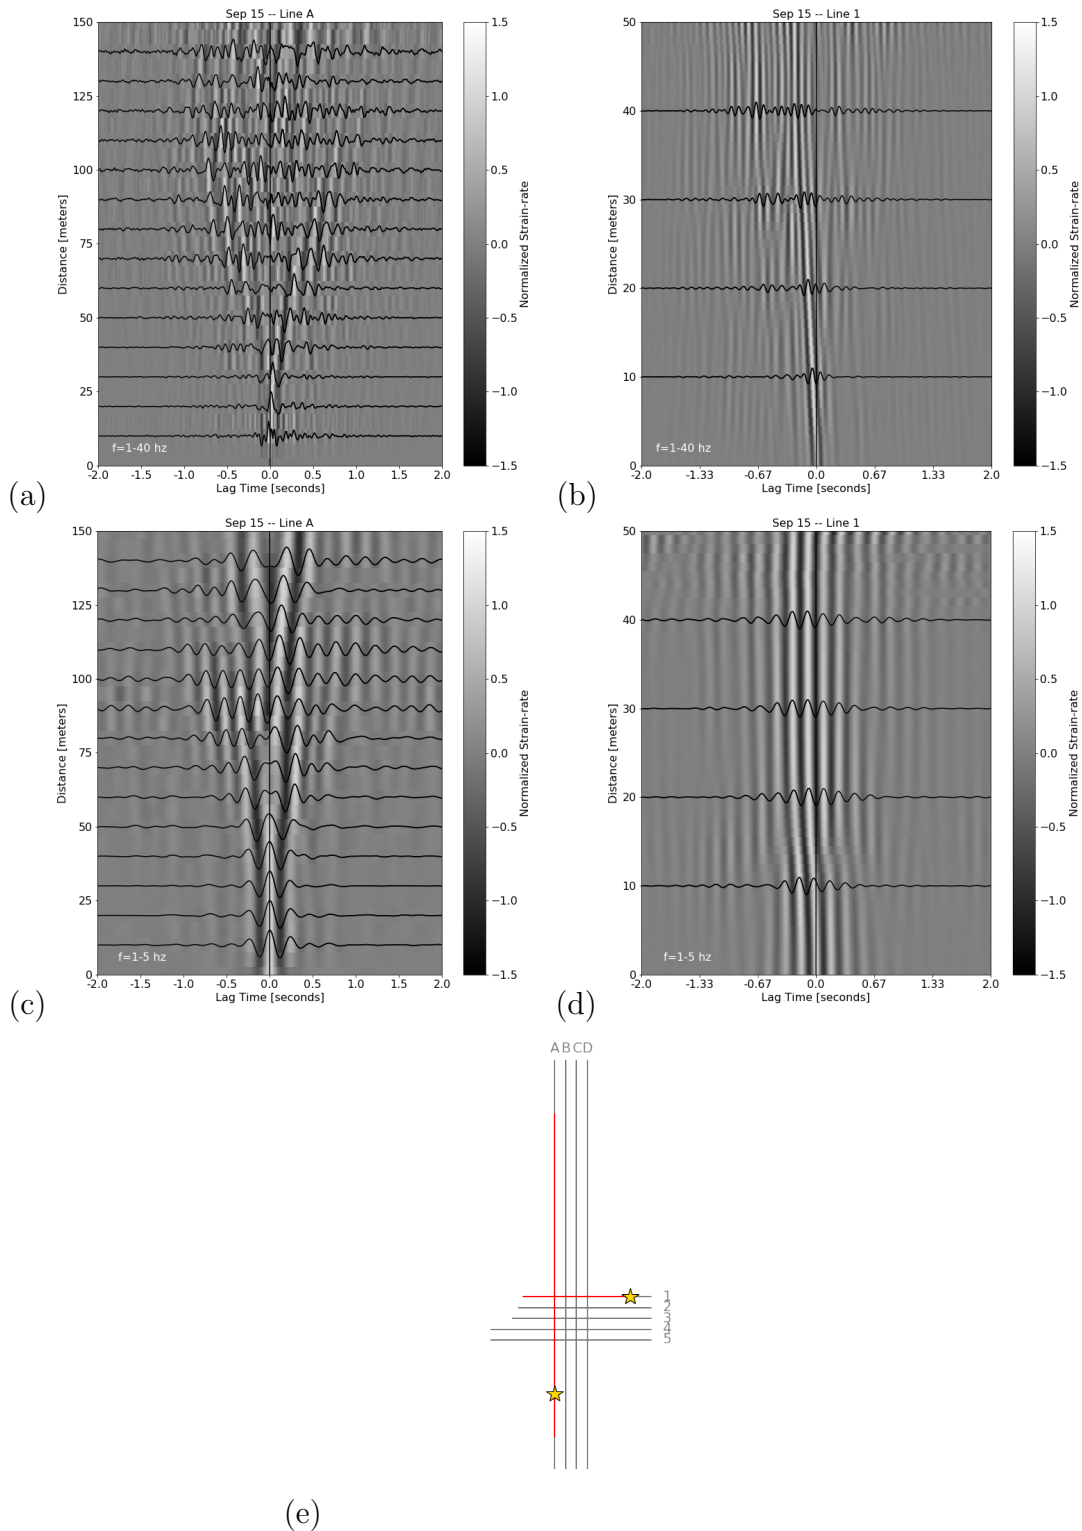 Sep 15 -- Line A
150
125
100
75
50
25
0
Distance [meters]
f=1-40 hz
-2.0 -1.5 -1.0 -0.5 0.0 0.5 1.0 1.5 2.0
Lag Time [seconds]
1.5
1.0
0.5
0.0
−0.5
−1.0
−1.5
Normalized Strain-rate
(a)
Sep 15 -- Line 1
50
40
30
20
10
0
Distance [meters]
f=1-40 hz
-2.0 -1.33 -0.67 0.0 0.67 1.33 2.0
Lag Time [seconds]
1.5
1.0
0.5
0.0
−0.5
−1.0
−1.5
Normalized Strain-rate
(b)
Sep 15 -- Line A
150
125
100
75
50
25
0
Distance [meters]
f=1-5 hz
-2.0 -1.5 -1.0 -0.5 0.0 0.5 1.0 1.5 2.0
Lag Time [seconds]
1.5
1.0
0.5
0.0
−0.5
−1.0
−1.5
Normalized Strain-rate
(c)
Sep 15 -- Line 1
50
40
30
20
10
0
Distance [meters]
f=1-5 hz
-2.0 -1.33 -0.67 0.0 0.67 1.33 2.0
Lag Time [seconds]
1.5
1.0
0.5
0.0
−0.5
−1.0
−1.5
Normalized Strain-rate
(d)
A B C D
1
2
3
4
5
(e)